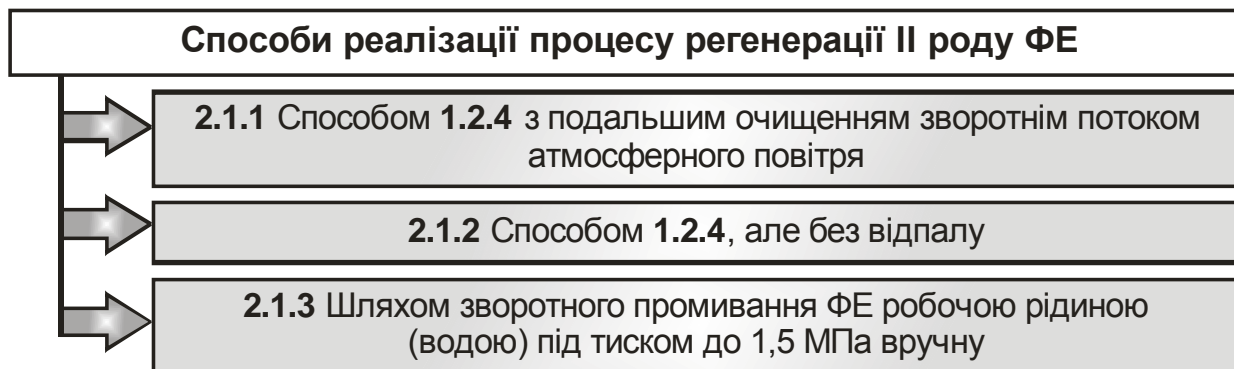 Способи реалізації процесу регенерації ІІ роду ФЕ
2.1.1 Способом 1.2.4 з подальшим очищенням зворотнім потоком
атмосферного повітря
2.1.2 Способом 1.2.4, але без відпалу
2.1.3 Шляхом зворотного промивання ФЕ робочою рідиною
(водою) під тиском до 1,5 МПа вручну